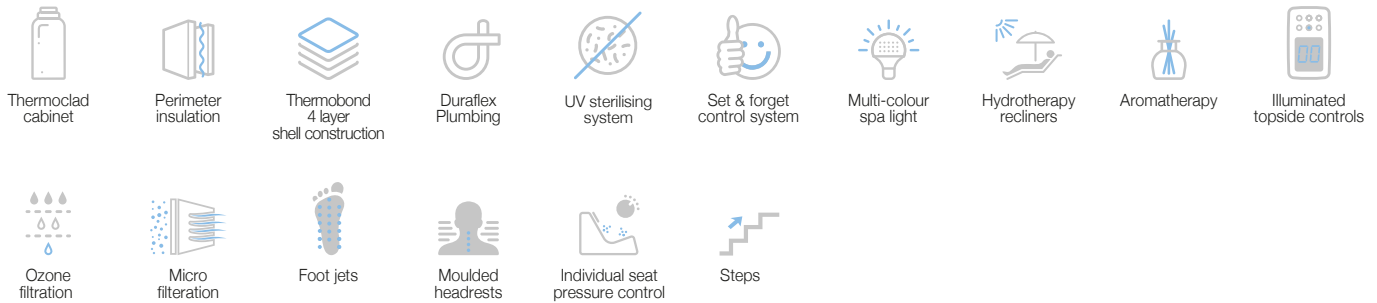 Thermoclad
cabinet
Perimeter
insulation
Thermobond
4 layer
shell construction
Duraflex
Plumbing
UV sterilising
system
Set & forget
control system
Multi-colour
spa light
Hydrotherapy
recliners
Aromatherapy
00
Illuminated
topside controls
Ozone
filtration
Micro
filteration
Foot jets
Moulded
headrests
Individual seat
pressure control
Steps